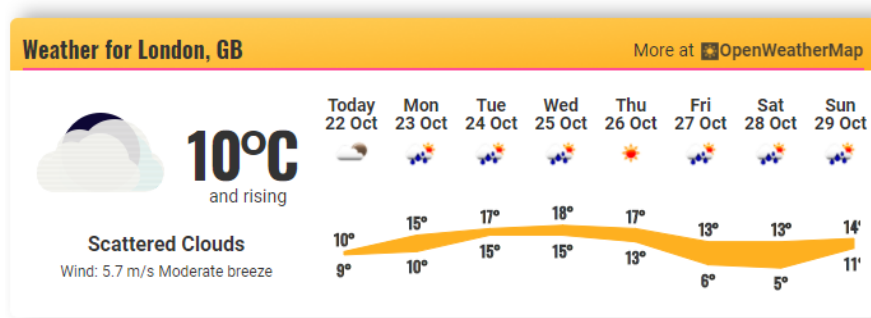 Weather for London, GB
More at OpenWeatherMap
Today Mon Tue Wed Thu Fri Sat Sun
22 Oct 23 Oct 24 Oct 25 Oct 26 Oct 27 Oct 28 Oct 29 Oct
10°C
and rising
Scattered Clouds
Wind: 5.7 m/s Moderate breeze
10° 15° 17° 18° 17° 13° 13° 14°
9° 10° 15° 15° 13° 6° 5° 11°